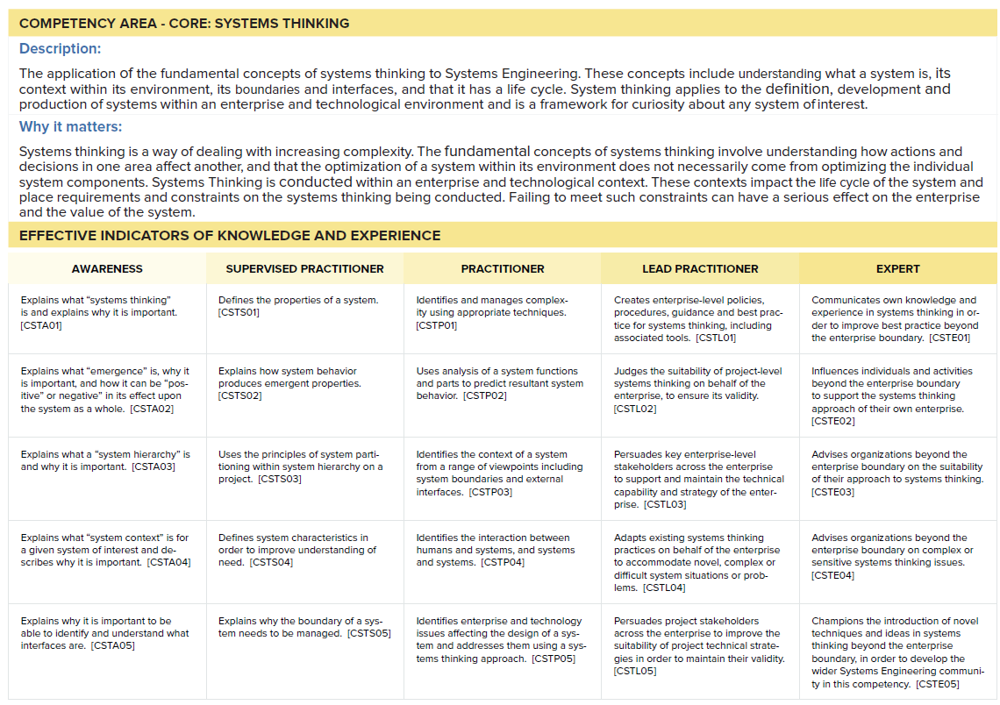 COMPETENCY AREA - CORE: SYSTEMS THINKING
Description:
The application of the fundamental concepts of systems thinking to Systems Engineering. These concepts include understanding what a system is, its
context within its environment, its boundaries and interfaces, and that it has a life cycle. System thinking applies to the definition, development and
production of systems within an enterprise and technological environment and is a framework for curiosity about any system of interest.
Why it matters:
Systems thinking is a way of dealing with increasing complexity. The fundamental concepts of systems thinking involve understanding how actions and
decisions in one area affect another, and that the optimization of a system within its environment does not necessarily come from optimizing the individual
system components. Systems Thinking is conducted within an enterprise and technological context. These contexts impact the life cycle of the system and
place requirements and constraints on the systems thinking being conducted. Failing to meet such constraints can have a serious effect on the enterprise
and the value of the system.
EFFECTIVE INDICATORS OF KNOWLEDGE AND EXPERIENCE
AWARENESS
SUPERVISED PRACTITIONER
PRACTITIONER
LEAD PRACTITIONER
EXPERT
Explains what “systems thinking”
is and explains why it is important.
[CSTA01]
Defines the properties of a system.
[CSTS01]
Identifies and manages complex-
ity using appropriate techniques.
[CSTP01]
Creates enterprise-level policies,
procedures, guidance and best prac-
tice for systems thinking, including
associated tools. [CSTL01]
Communicates own knowledge and
experience in systems thinking in or-
der to improve best practice beyond
the enterprise boundary. [CSTE01]
Explains what “emergence” is, why it
is important, and how it can be “pos-
itive” or negative” in its effect upon
the system as a whole. [CSTA02]
Explains how system behavior
produces emergent properties.
[CSTS02]
Uses analysis of a system functions
and parts to predict resultant system
behavior. [CSTP02]
Judges the suitability of project-level
systems thinking on behalf of the
enterprise, to ensure its validity.
[CSTL02]
Influences individuals and activities
beyond the enterprise boundary
to support the systems thinking
approach of their own enterprise.
[CSTE02]
Explains what a “system hierarchy” is
and why it is important. [CSTA03]
Uses the principles of system parti-
tioning within system hierarchy on a
project. [CSTS03]
Identifies the context of a system
from a range of viewpoints including
system boundaries and external
interfaces. [CSTP03]
Persuades key enterprise-level
stakeholders across the enterprise
to support and maintain the technical
capability and strategy of the enter-
prise. [CSTL03]
Advises organizations beyond the
enterprise boundary on the suitability
of their approach to systems thinking.
[CSTE03]
Explains what “system context” is for
a given system of interest and de-
scribes why it is important. [CSTA04]
Defines system characteristics in
order to improve understanding of
need. [CSTS04]
Identifies the interaction between
humans and systems, and systems
and systems. [CSTP04]
Adapts existing systems thinking
practices on behalf of the enterprise
to accommodate novel, complex or
difficult system situations or prob-
lems. [CSTL04]
Advises organizations beyond the
enterprise boundary on complex or
sensitive systems thinking issues.
[CSTE04]
Explains why it is important to be
able to identify and understand what
interfaces are. [CSTA05]
Explains why the boundary of a sys-
tem needs to be managed. [CSTS05]
Identifies enterprise and technology
issues affecting the design of a sys-
tem and addresses them using a sys-
tems thinking approach. [CSTP05]
Persuades project stakeholders
across the enterprise to improve the
suitability of project technical strate-
gies in order to maintain their validity.
[CSTL05]
Champions the introduction of novel
techniques and ideas in systems
thinking beyond the enterprise
boundary, in order to develop the
wider Systems Engineering communi-
ty in this competency. [CSTE05]